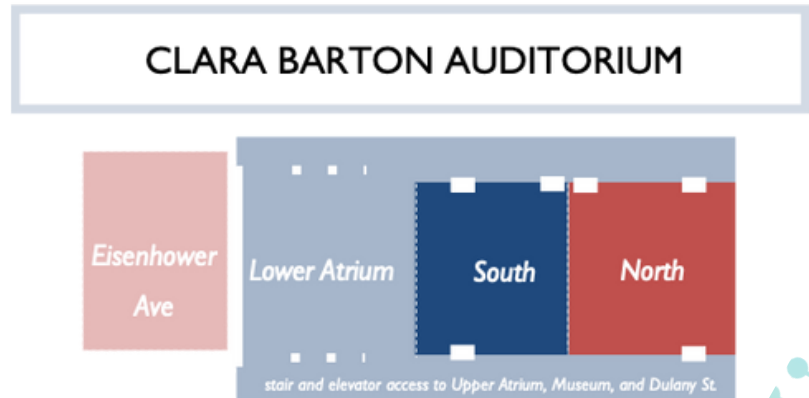 CLARA BARTON AUDITORIUM
Eisenhower
Ave
Lower Atrium
South
North
stair and elevator access to Upper Atrium, Museum, and Dulany St.